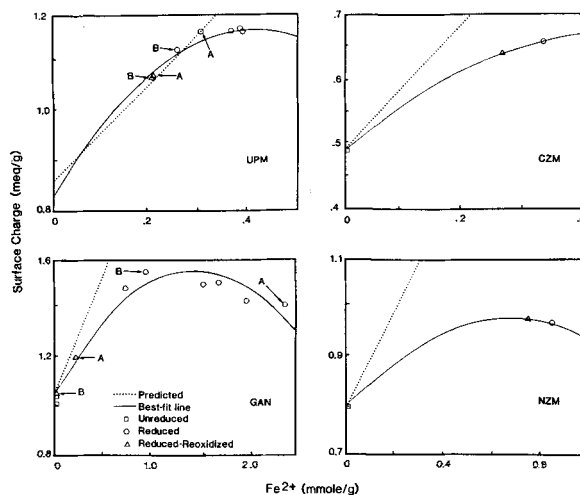 Surface Charge (meq/g)
1.2
1.0
0.8
0
.2
.4
B
A
B
A
UPM
.7
.6
.5
.4
0
.2
.4
CZM
1.6
1.2
0.8
0
1.0
2.0
B
A
A
B
Predicted
Best-fit line
Unreduced
Reduced
Reduced-Reoxidized
GAN
1.1
0.9
0.7
0
0.4
0.8
NZM
Fe2+ (mmole/g)